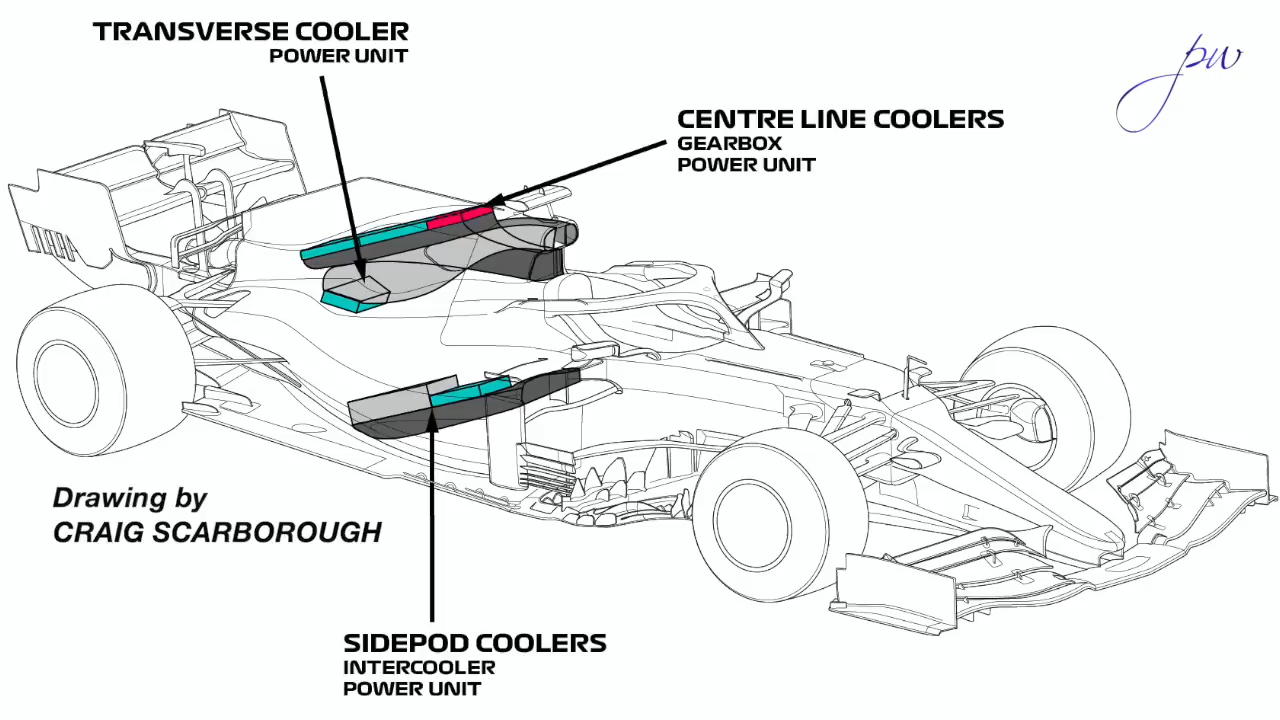 TRANSVERSE COOLER
POWER UNIT
pw
CENTRE LINE COOLERS
GEARBOX
POWER UNIT
Drawing by
CRAIG SCARBOROUGH
SIDEPOD COOLERS
INTERCOOLER
POWER UNIT